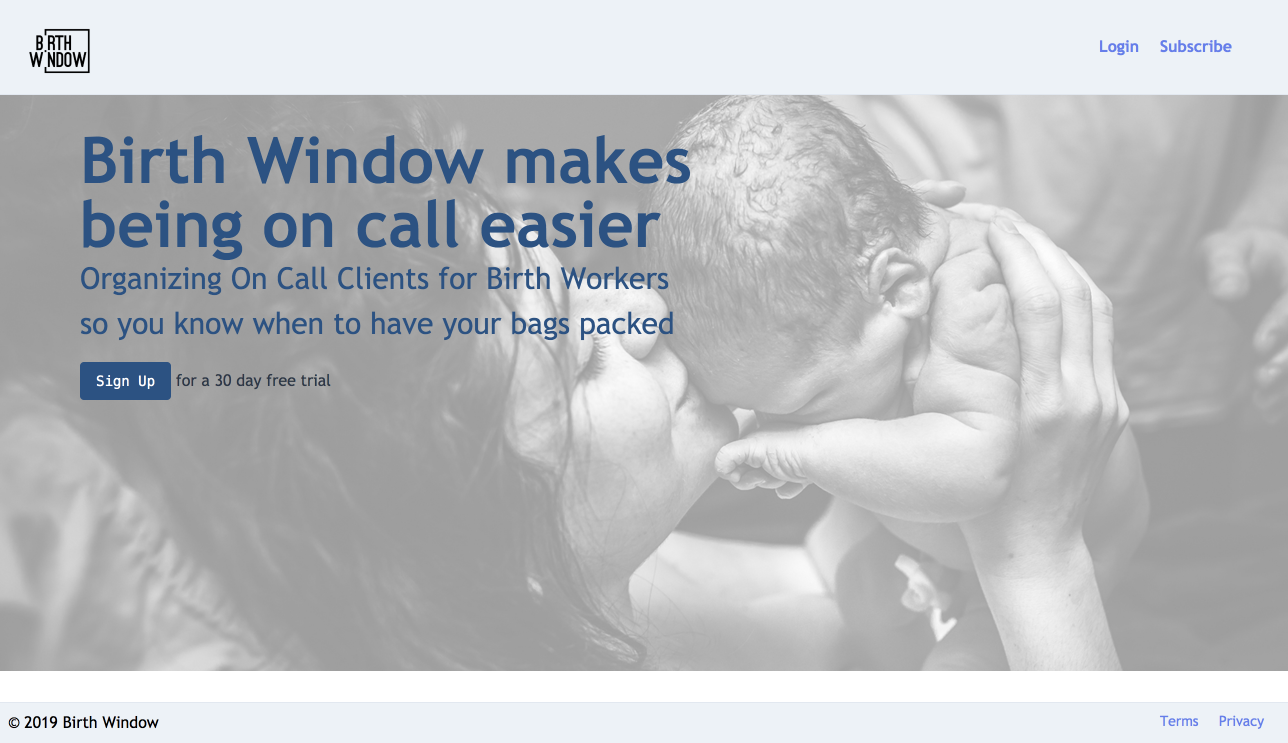 BIRTH
WINDOW
Login Subscribe
Birth Window makes
being on call easier
Organizing On Call Clients for Birth Workers
so you know when to have your bags packed
Sign Up for a 30 day free trial
© 2019 Birth Window
Terms Privacy